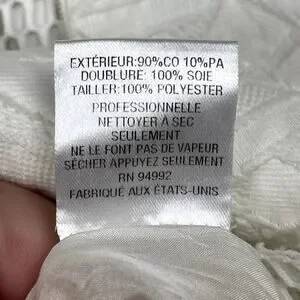 EXTÉRIEUR:90%CO 10%PA
DOUBLURE: 100% SOIE
TAILLER:100% POLYESTER
PROFESSIONNELLE
NETTOYER À SEC
SEULEMENT
NE LE FONT PAS DE VAPEUR
SÉCHER APPUYEZ SEULEMENT
RN 94992
FABRIQUÉ AUX ÉTATS-UNIS